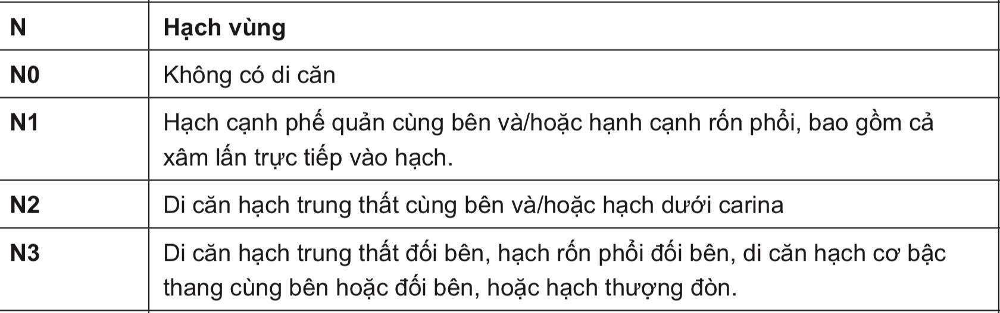 N Hạch vùng
N0 Không có di căn
N1 Hạch cạnh phế quản cùng bên và/hoặc hạnh cạnh rốn phổi, bao gồm cả
xâm lấn trực tiếp vào hạch.
N2 Di căn hạch trung thất cùng bên và/hoặc hạch dưới carina
N3 Di căn hạch trung thất đối bên, hạch rốn phổi đối bên, di căn hạch cơ bậc
thang cùng bên hoặc đối bên, hoặc hạch thượng đòn.